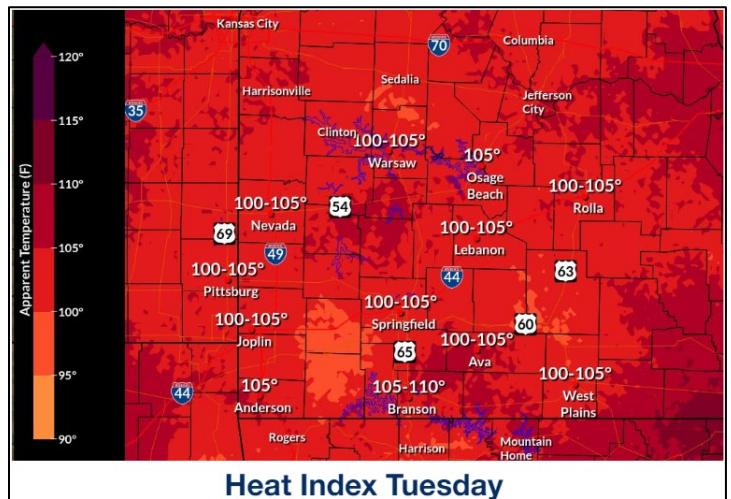 120°
115°
110°
105°
100°
95°
90°
Apparent Temperature (F)
Kansas City
70
Columbia
Sedalia
Harrisonville
Jefferson
City
35
Clinton
100-105°
Warsaw
105°
Osage
Beach
100-105°
Rolla
100-105°
Nevada
54
69
49
100-105°
Lebanon
100-105°
Pittsburg
44
63
100-105°
Springfield
100-105°
Joplin
60
65
100-105°
Ava
100-105°
West
Plains
44
105°
Anderson
105-110°
Branson
Rogers
Harrison
Mountain
Home
Heat Index Tuesday